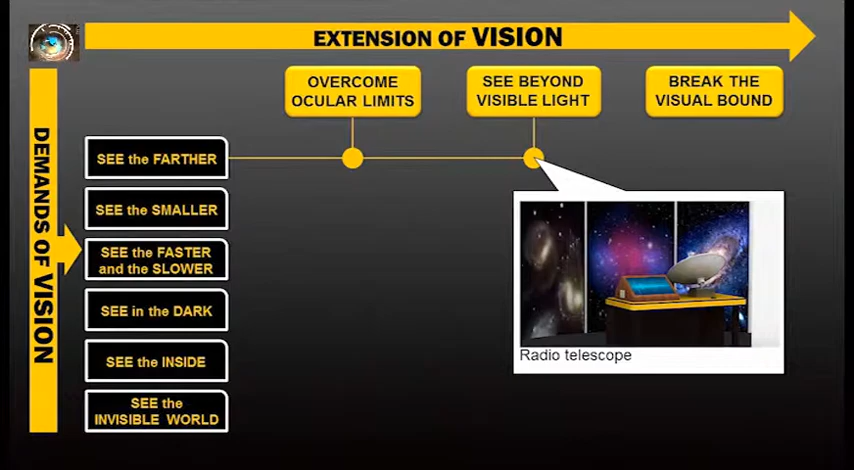 EXTENSION OF VISION
OVERCOME
OCULAR LIMITS
SEE BEYOND
VISIBLE LIGHT
BREAK THE
VISUAL BOUND
DEMANDS OF VISION
SEE the FARTHER
SEE the SMALLER
SEE the FASTER
and the SLOWER
SEE in the DARK
SEE the INSIDE
SEE the
INVISIBLE WORLD
Radio telescope